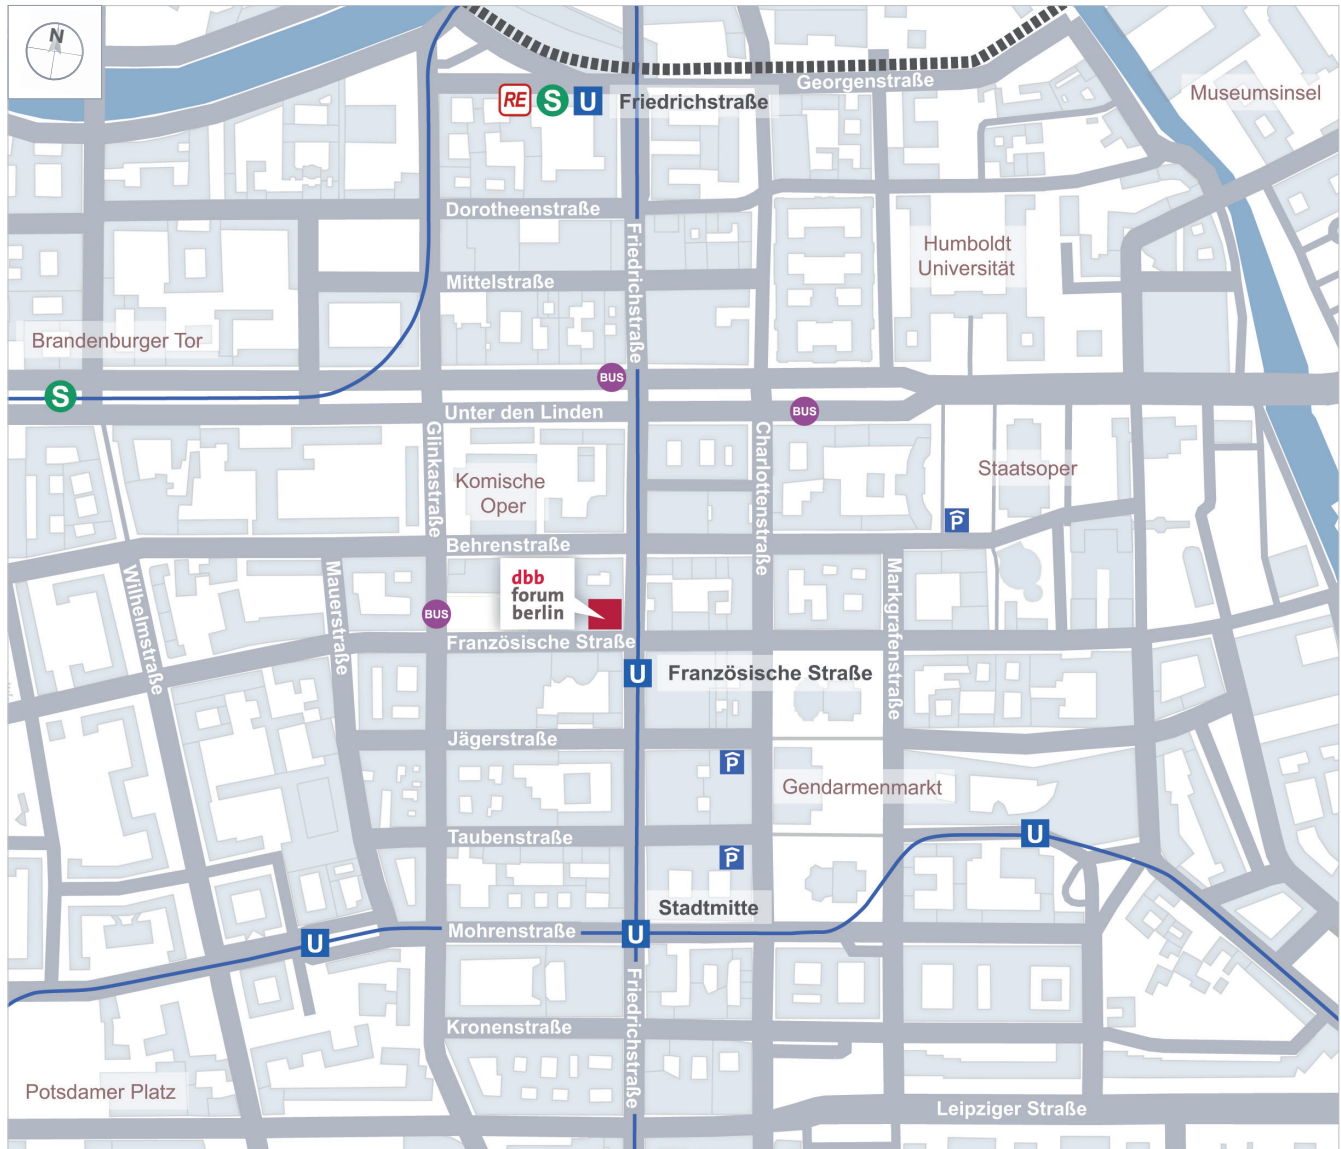 N
Georgenstraße
Museumsinsel
RE S U Friedrichstraße
Dorotheenstraße
Friedrichstraße
Humboldt
Universität
Mittelstraße
Brandenburger Tor
BUS
S
Unter den Linden
BUS
Glinkastraße
Charlottenstraße
Komische
Oper
Staatsoper
P
Behrenstraße
Wilhelmstraße
Mauerstraße
dbb
forum
berlin
Markgrafenstraße
BUS
Französische Straße
U Französische Straße
Jägerstraße
P
Gendarmenmarkt
Taubenstraße
U
P
Stadtmitte
Mohrenstraße
U
U
Friedrichstraße
Kronenstraße
Potsdamer Platz
Leipziger Straße